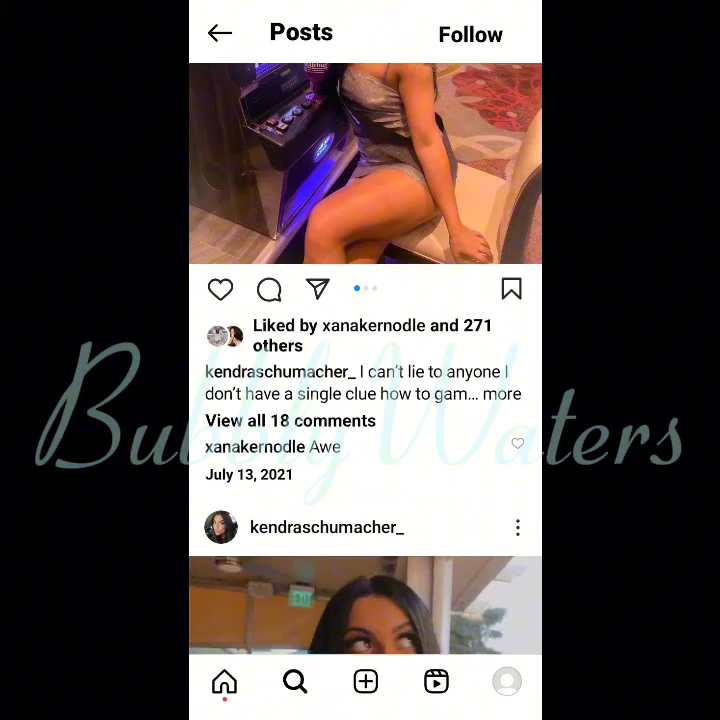 Posts
Follow
Liked by xanakernodle and 271
others
kendraschumacher_ I can't lie to anyone I
don't have a single clue how to gam... more
View all 18 comments
xanakernodle Awe
July 13, 2021
kendraschumacher_
Bubbly Waters